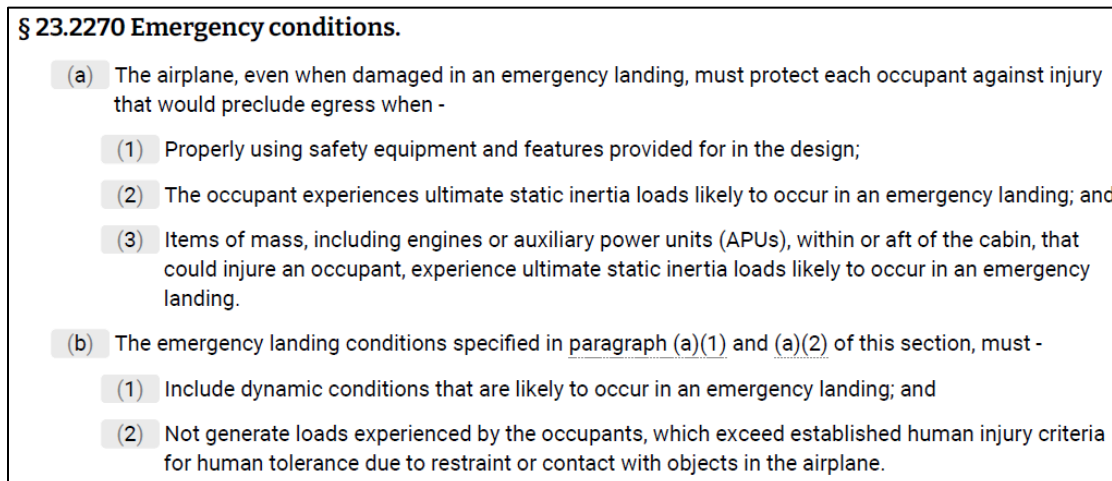 § 23.2270 Emergency conditions.
(a) The airplane, even when damaged in an emergency landing, must protect each occupant against injury
that would preclude egress when -
(1) Properly using safety equipment and features provided for in the design;
(2) The occupant experiences ultimate static inertia loads likely to occur in an emergency landing; and
(3) Items of mass, including engines or auxiliary power units (APUs), within or aft of the cabin, that
could injure an occupant, experience ultimate static inertia loads likely to occur in an emergency
landing.
(b) The emergency landing conditions specified in paragraph (a)(1) and (a)(2) of this section, must -
(1) Include dynamic conditions that are likely to occur in an emergency landing; and
(2) Not generate loads experienced by the occupants, which exceed established human injury criteria
for human tolerance due to restraint or contact with objects in the airplane.